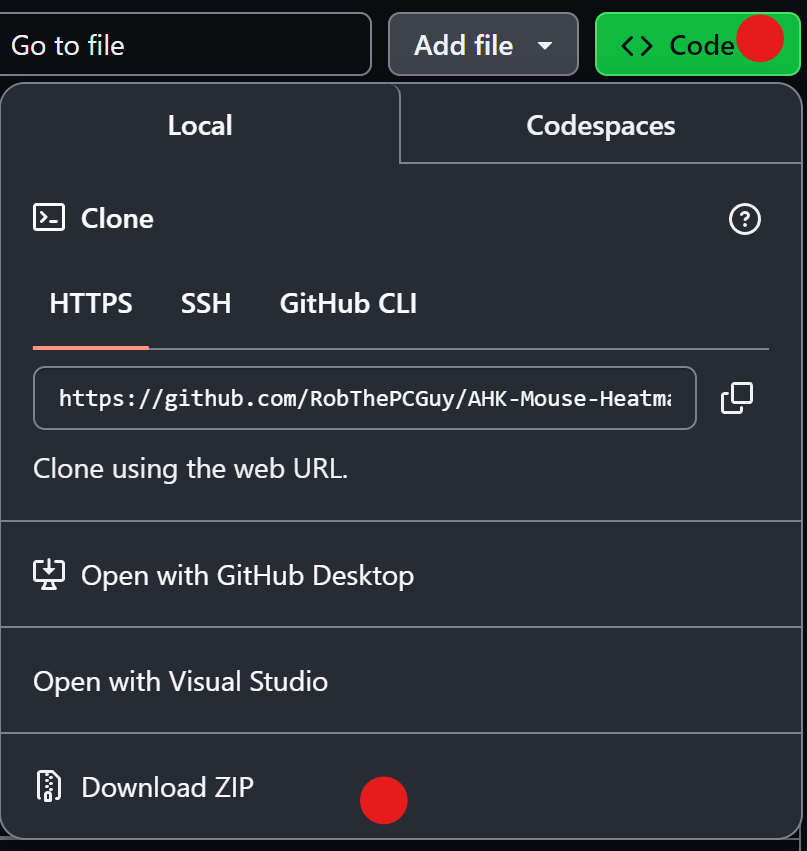 Go to file
Add file
Code
Local
Codespaces
Clone
HTTPS
SSH
GitHub CLI
https://github.com/RobThePCGuy/AHK-Mouse-Heatma
Clone using the web URL.
Open with GitHub Desktop
Open with Visual Studio
Download ZIP